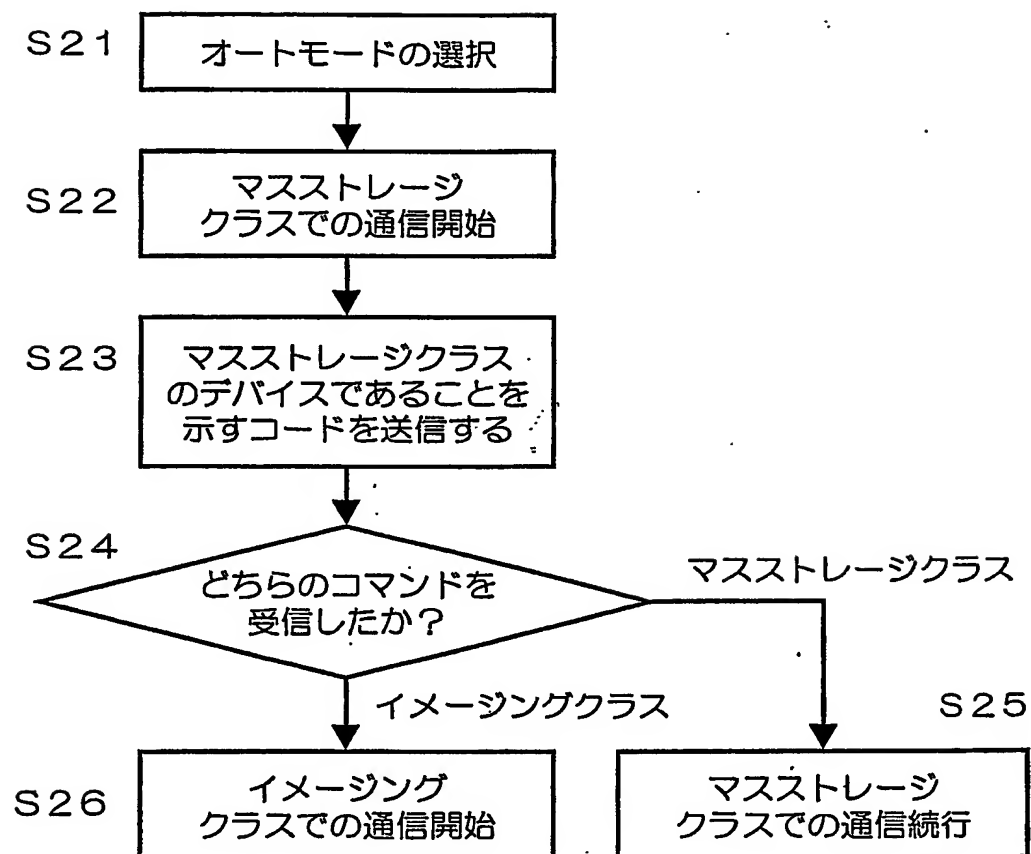 S21
オートモードの選択
S22
マスストレージ
クラスでの通信開始
S23
マスストレージクラス
のデバイスであることを
示すコードを送信する
S24
どちらのコマンドを
受信したか？
マスストレージクラス
イメージングクラス
S25
S26
イメージング
クラスでの通信開始
マスストレージ
クラスでの通信続行